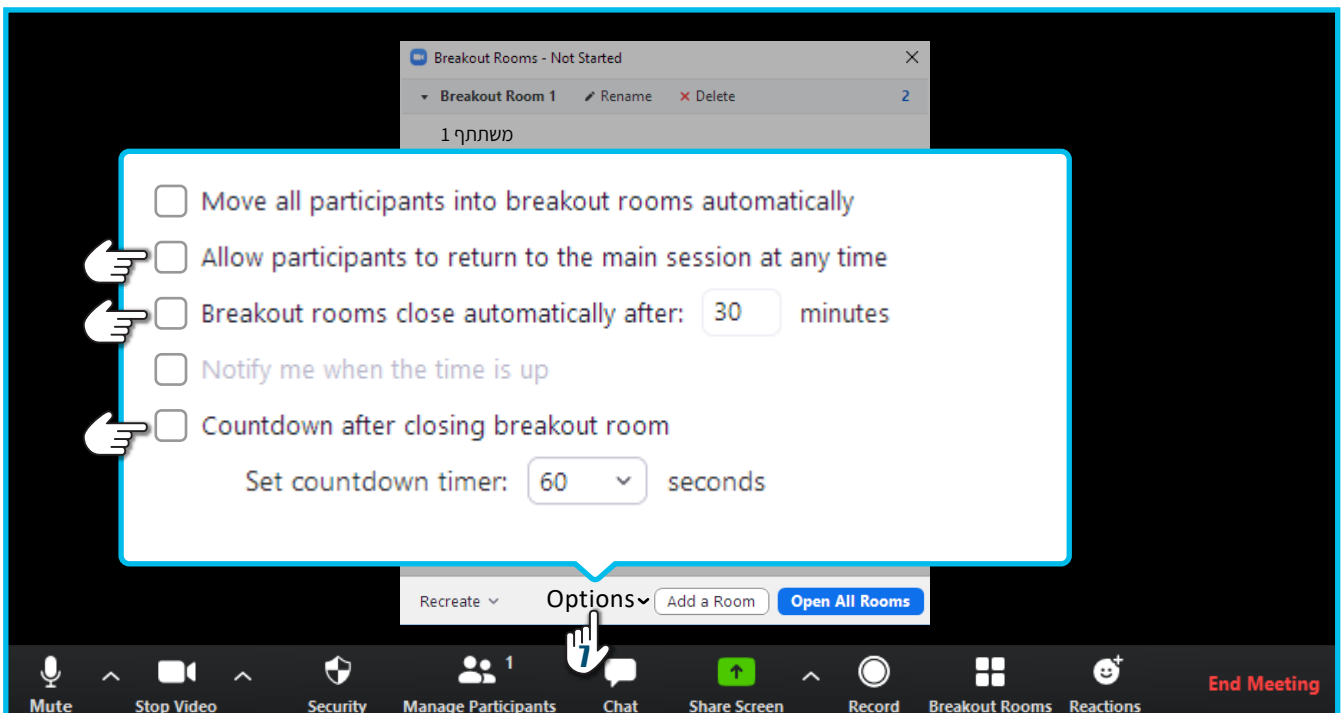 Breakout Rooms - Not Started
Breakout Room 1 Rename Delete 2
משתתף 1
Move all participants into breakout rooms automatically
Allow participants to return to the main session at any time
Breakout rooms close automatically after: 30 minutes
Notify me when the time is up
Countdown after closing breakout room
Set countdown timer: 60 seconds
Recreate Options Add a Room Open All Rooms
7
1
Mute Stop Video Security Manage Participants Chat Share Screen Record Breakout Rooms Reactions End Meeting